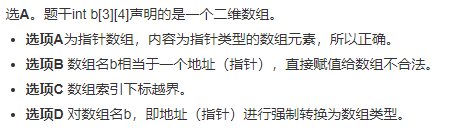 选A。题干int b[3][4]声明的是一个二维数组。
• 选项A为指针数组，内容为指针类型的数组元素，所以正确。
• 选项B 数组名b相当于一个地址（指针），直接赋值给数组不合法。
• 选项C 数组索引下标越界。
• 选项D 对数组名b，即地址（指针）进行强制转换为数组类型。